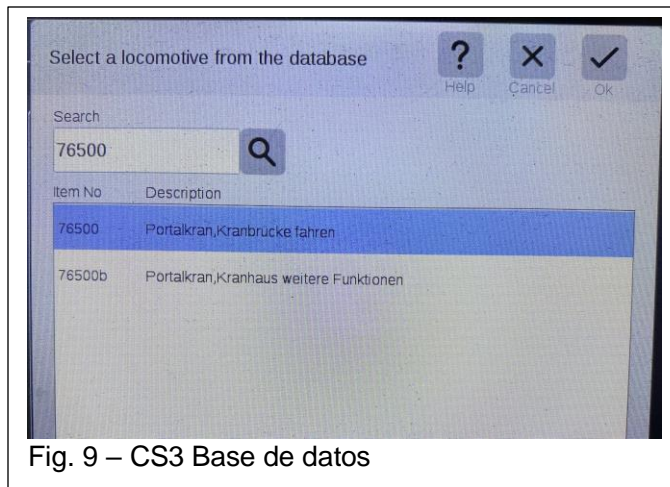 Select a locomotive from the database
? X ✓
Help Cancel Ok
Search
76500
Item No Description
76500 Portalkran,Kranbrücke fahren
76500b Portalkran,Kranhaus weitere Funktionen
Fig. 9 – CS3 Base de datos